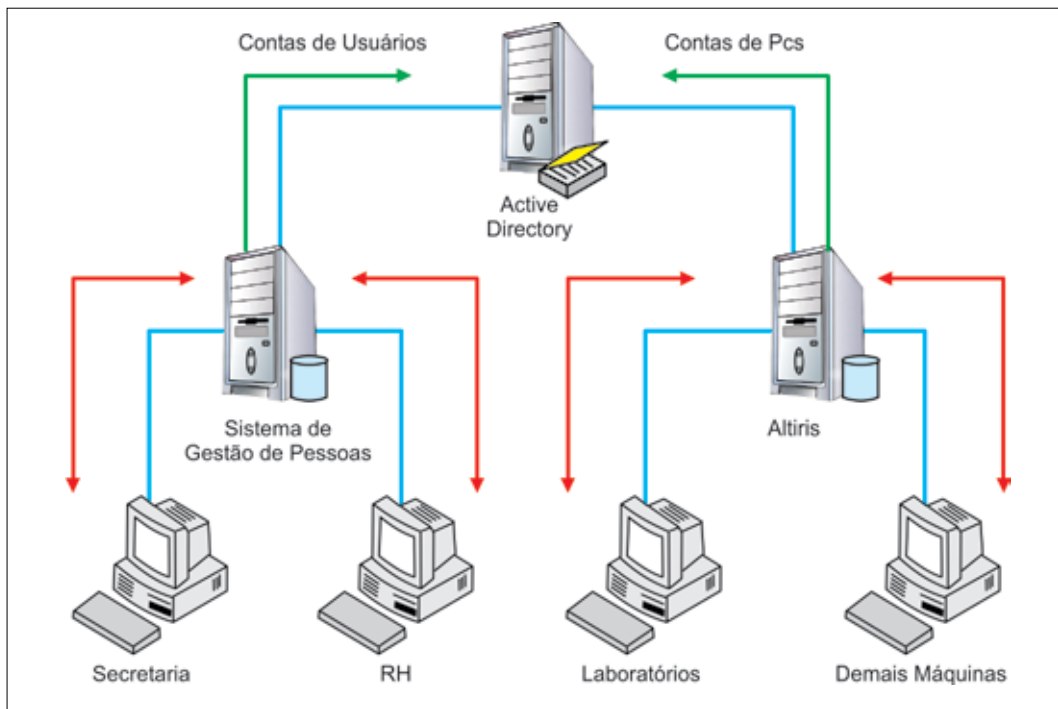 Contas de Usuários
Contas de Pcs
Active
Directory
Sistema de
Gestão de Pessoas
Altiris
Secretaria
RH
Laboratórios
Demais Máquinas